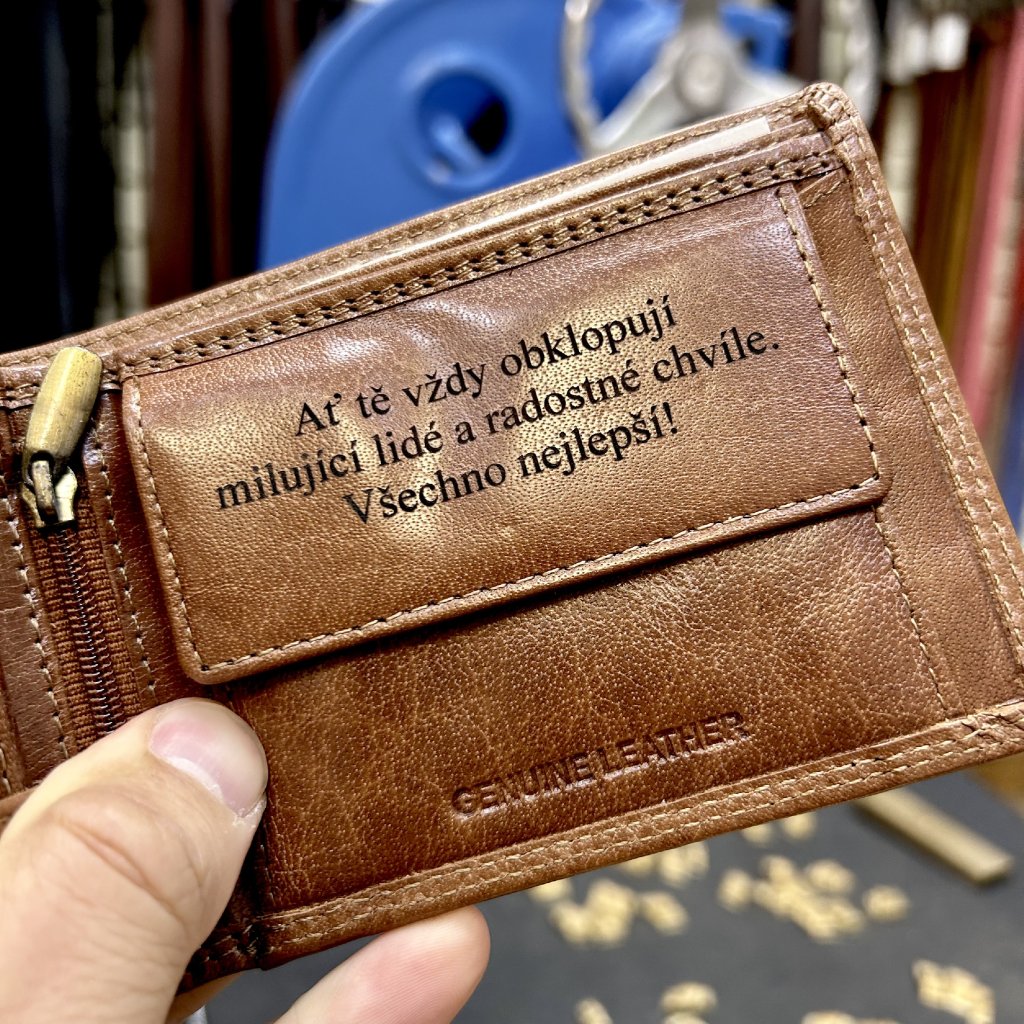 Ať tě vždy obklopují
milující lidé a radostné chvíle.
Všechno nejlepší!
GENUINE LEATHER